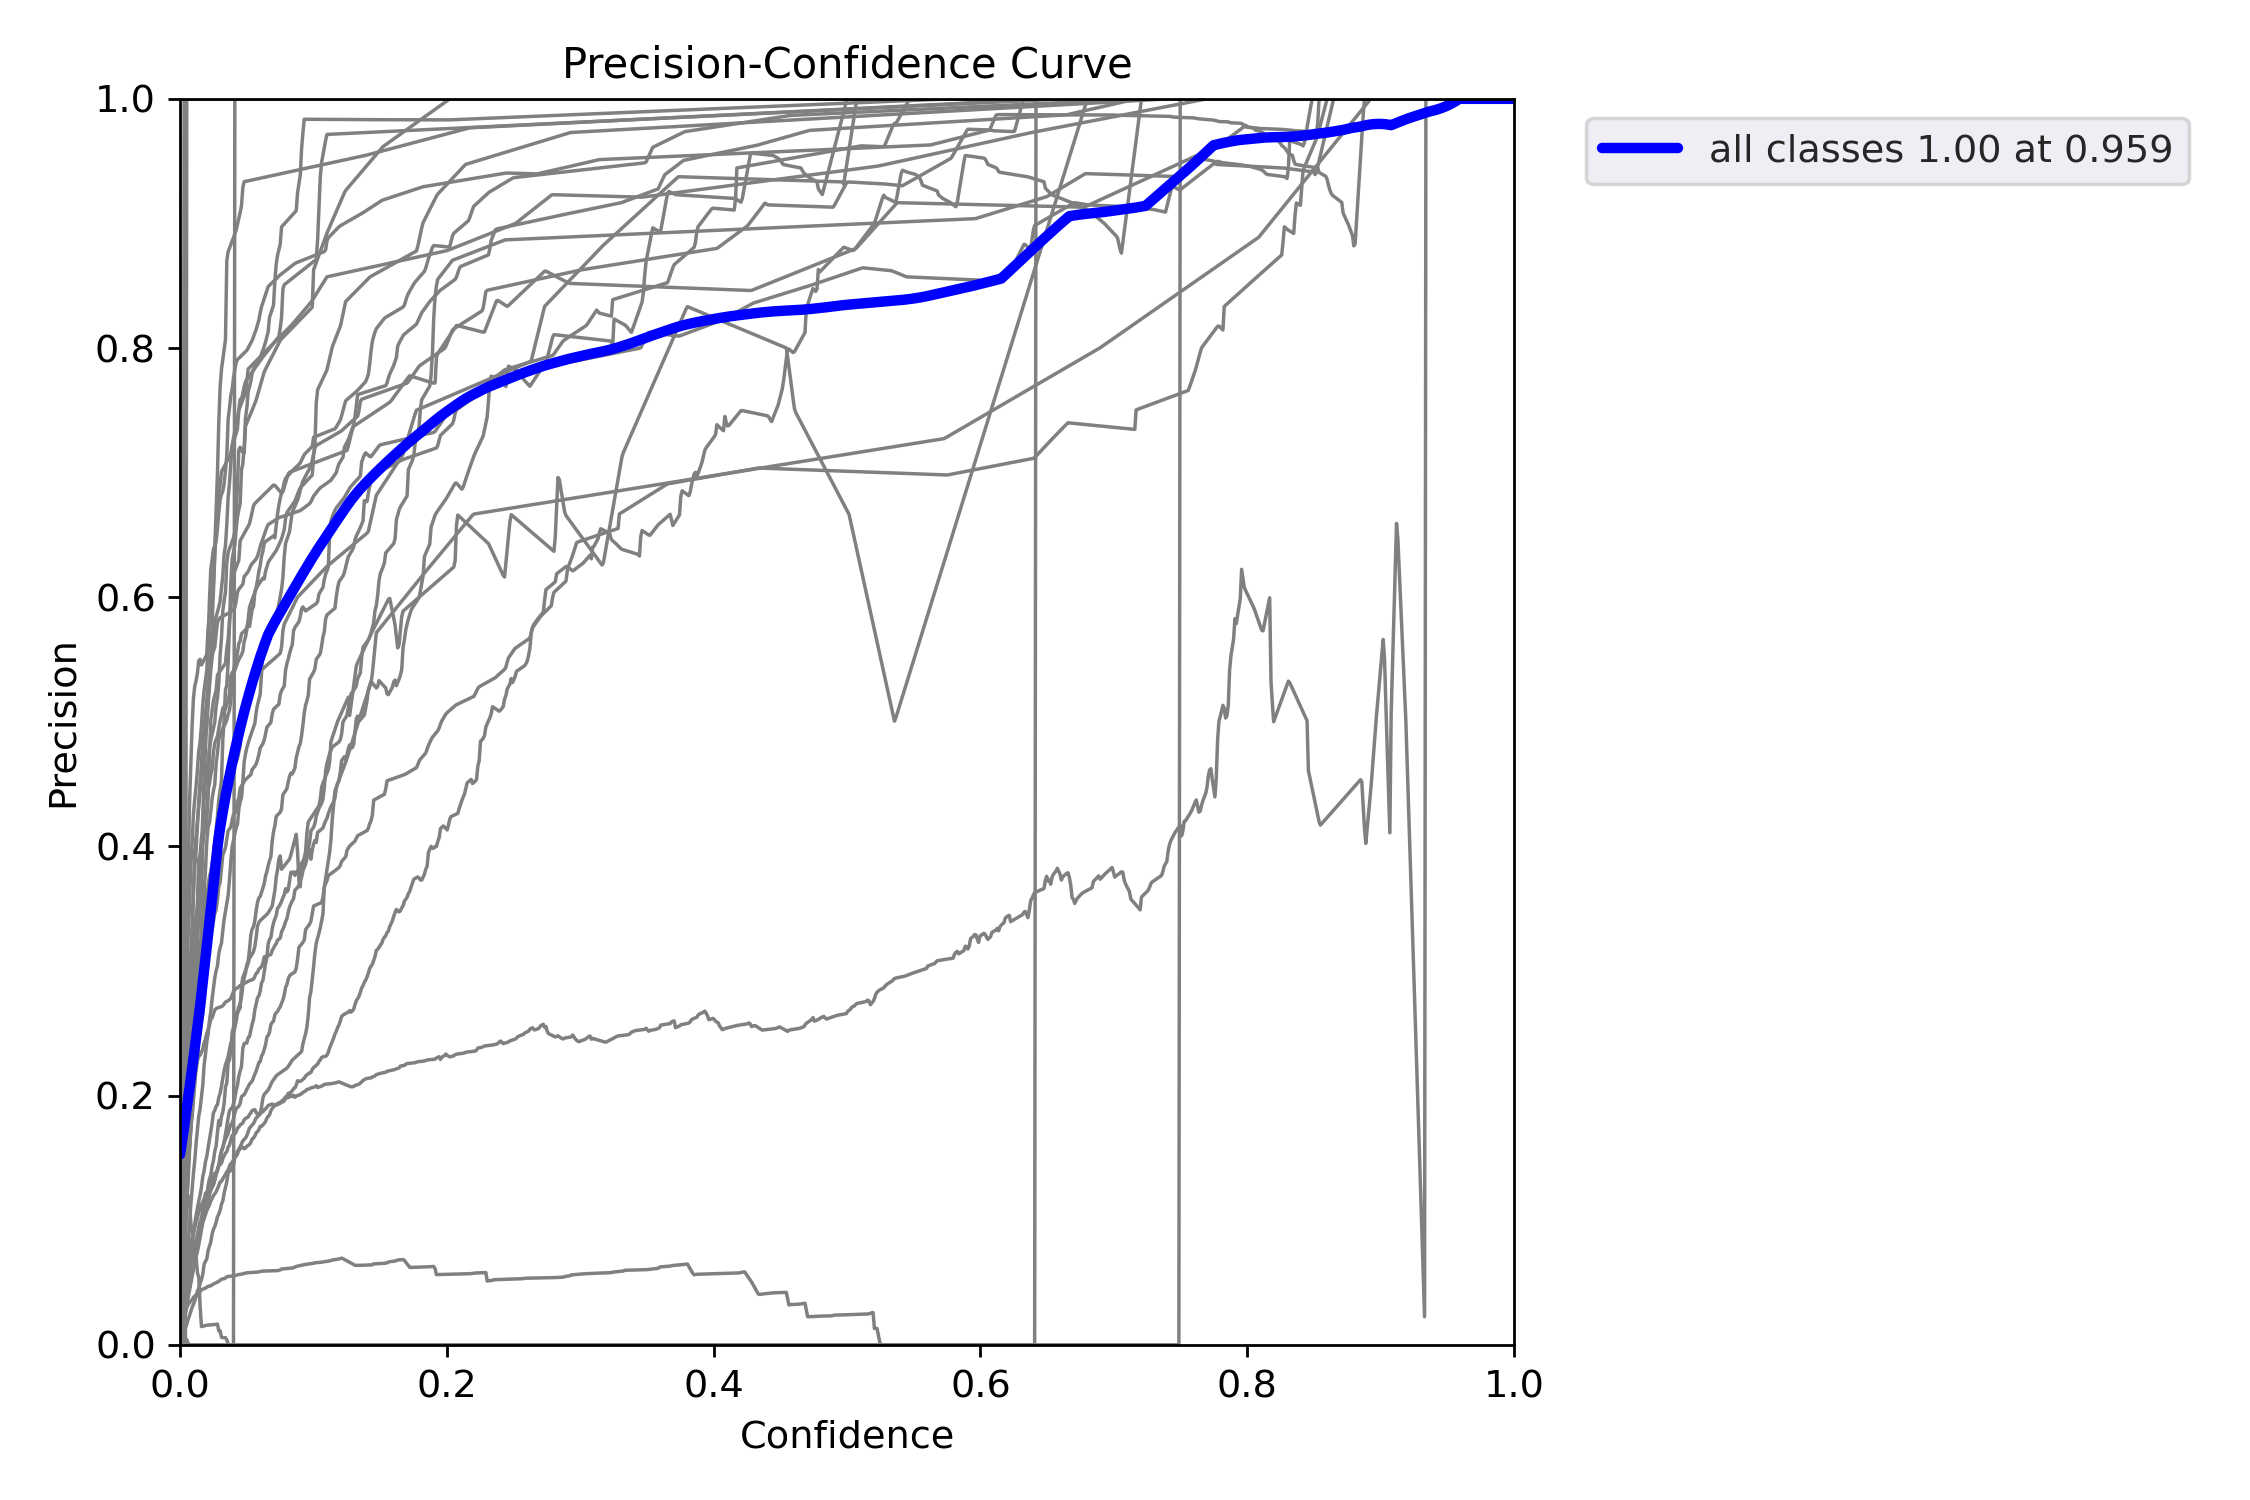 Precision-Confidence Curve
all classes 1.00 at 0.959
1.0
0.8
0.6
0.4
0.2
0.0
Precision
0.0 0.2 0.4 0.6 0.8 1.0
Confidence